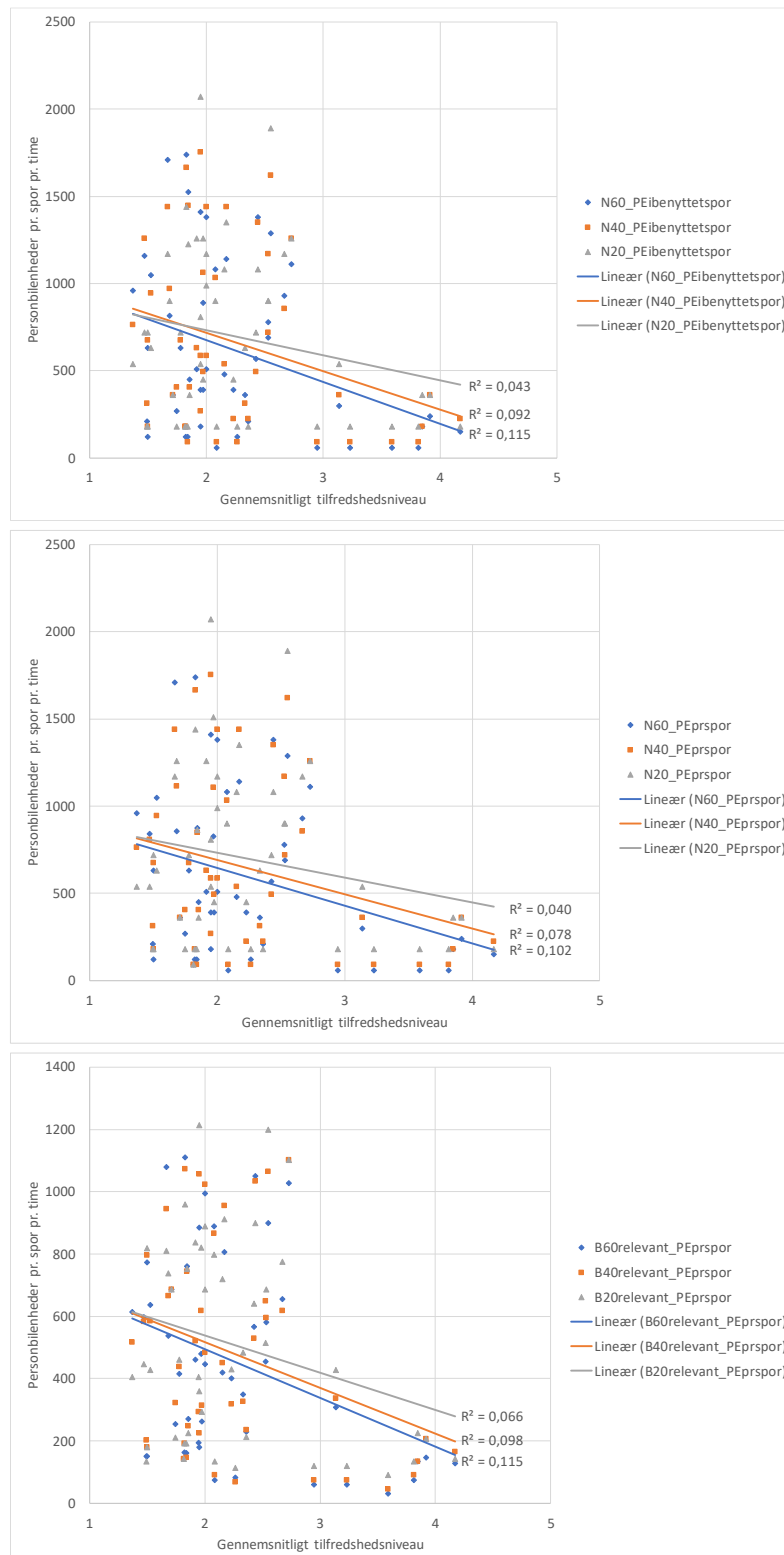 2500
2000
1500
1000
500
0
1
2
3
4
5
Personbilenheder pr. spor pr. time
Gennemsnitligt tilfredshedsniveau
R² = 0,043
R² = 0,092
R² = 0,115
N60_PEibenyttetspor
N40_PEibenyttetspor
N20_PEibenyttetspor
Lineær (N60_PEibenyttetspor)
Lineær (N40_PEibenyttetspor)
Lineær (N20_PEibenyttetspor)
2500
2000
1500
1000
500
0
1
2
3
4
5
Personbilenheder pr. spor pr. time
Gennemsnitligt tilfredshedsniveau
R² = 0,040
R² = 0,078
R² = 0,102
N60_PEprspor
N40_PEprspor
N20_PEprspor
Lineær (N60_PEprspor)
Lineær (N40_PEprspor)
Lineær (N20_PEprspor)
1400
1200
1000
800
600
400
200
0
1
2
3
4
5
Personbilenheder pr. spor pr. time
Gennemsnitligt tilfredshedsniveau
R² = 0,066
R² = 0,098
R² = 0,115
B60relevant_PEprspor
B40relevant_PEprspor
B20relevant_PEprspor
Lineær (B60relevant_PEprspor)
Lineær (B40relevant_PEprspor)
Lineær (B20relevant_PEprspor)